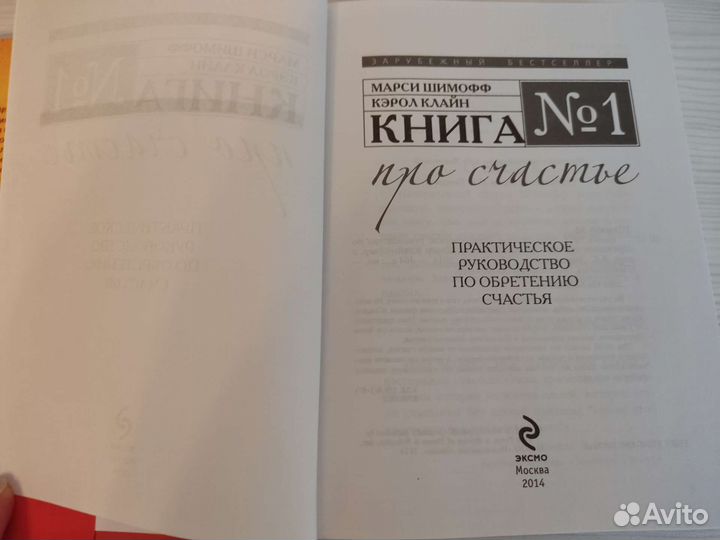 ЗАРУБЕЖНЫЙ БЕСТСЕЛЛЕР
МАРСИ ШИМОФФ
КЭРОЛ КЛАЙН
КНИГА №1
про счастье
ПРАКТИЧЕСКОЕ
РУКОВОДСТВО
ПО ОБРЕТЕНИЮ
СЧАСТЬЯ
ЭКСМО
Москва
2014
Avito